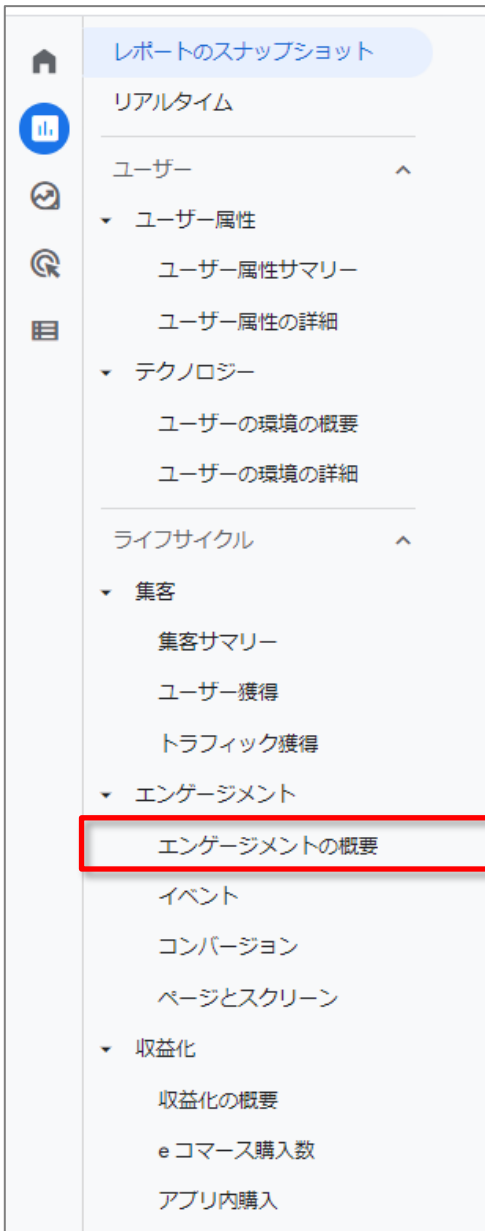 レポートのスナップショット
リアルタイム
ユーザー
ユーザー属性
ユーザー属性サマリー
ユーザー属性の詳細
テクノロジー
ユーザーの環境の概要
ユーザーの環境の詳細
ライフサイクル
集客
集客サマリー
ユーザー獲得
トラフィック獲得
エンゲージメント
エンゲージメントの概要
イベント
コンバージョン
ページとスクリーン
収益化
収益化の概要
e コマース購入数
アプリ内購入